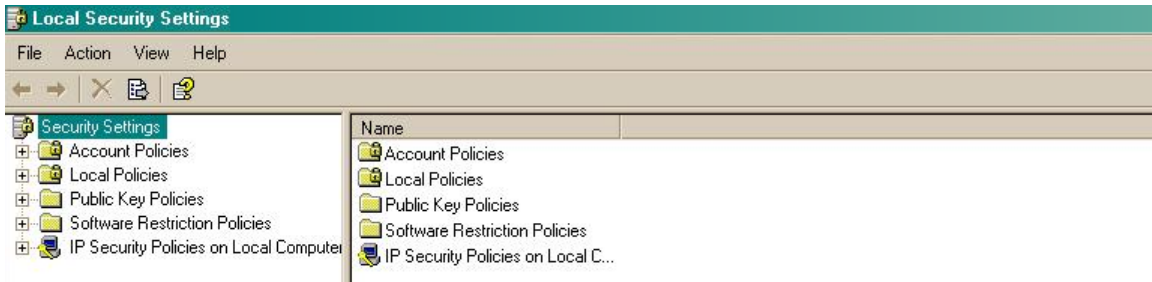 Local Security Settings
File Action View Help
Security Settings
Account Policies
Local Policies
Public Key Policies
Software Restriction Policies
IP Security Policies on Local Computer
Name
Account Policies
Local Policies
Public Key Policies
Software Restriction Policies
IP Security Policies on Local C...